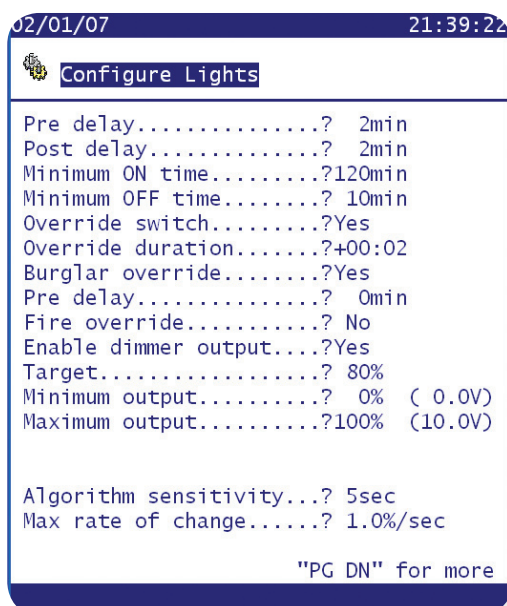 02/01/07 21:39:22
Configure Lights
Pre delay...............? 2min
Post delay..............? 2min
Minimum ON time.........?120min
Minimum OFF time........? 10min
Override switch.........?Yes
Override duration.......?+00:02
Burglar override........?Yes
Pre delay...............? 0min
Fire override...........? No
Enable dimmer output....?Yes
Target..................? 80%
Minimum output..........? 0% ( 0.0V)
Maximum output..........?100% (10.0V)
Algorithm sensitivity...? 5sec
Max rate of change......? 1.0%/sec
"PG DN" for more